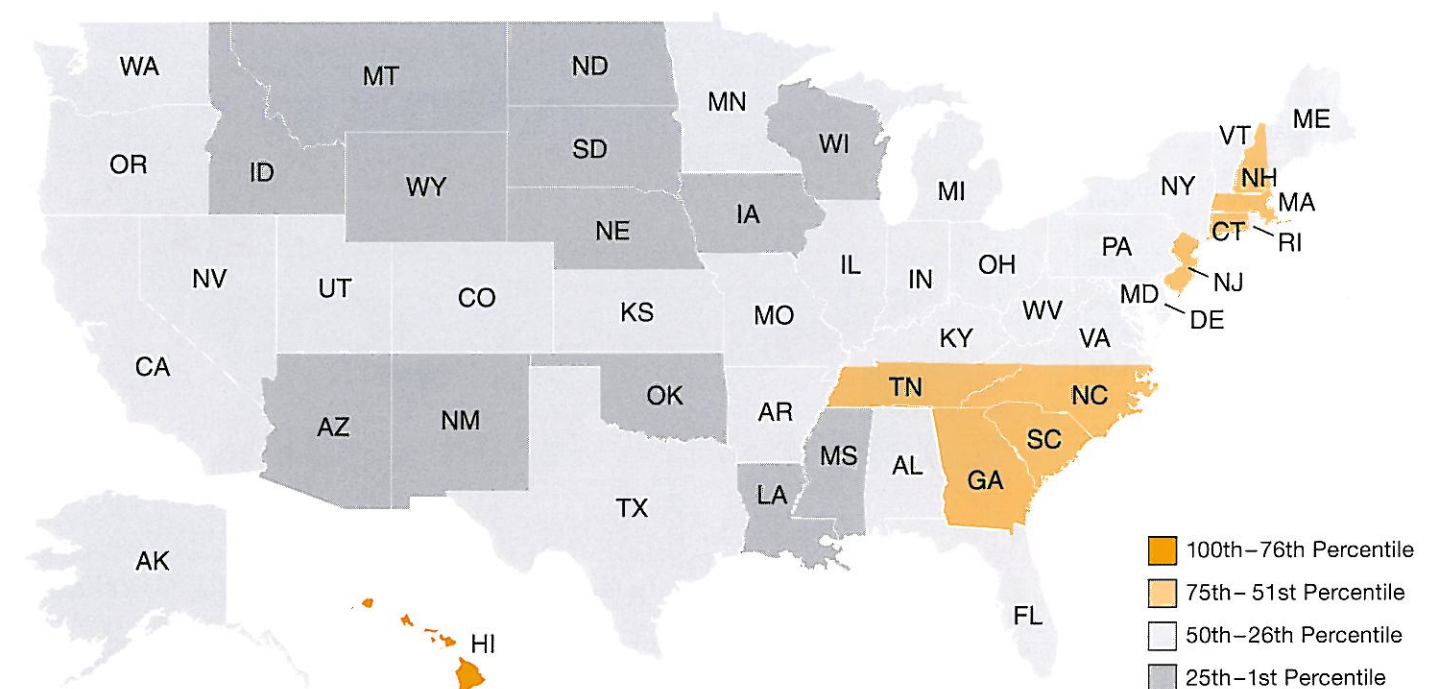 WA
MT
ND
MN
ME
VT
WI
SD
OR
ID
NH
WY
NY
MI
MA
IA
NE
CT
RI
PA
IL
OH
IN
NV
NJ
UT
MD
CO
WV
KS
MO
DE
KY
VA
CA
TN
NC
OK
AR
NM
AZ
SC
MS
AL
GA
LA
TX
100th–76th Percentile
AK
75th–51st Percentile
FL
50th–26th Percentile
HI
25th–1st Percentile